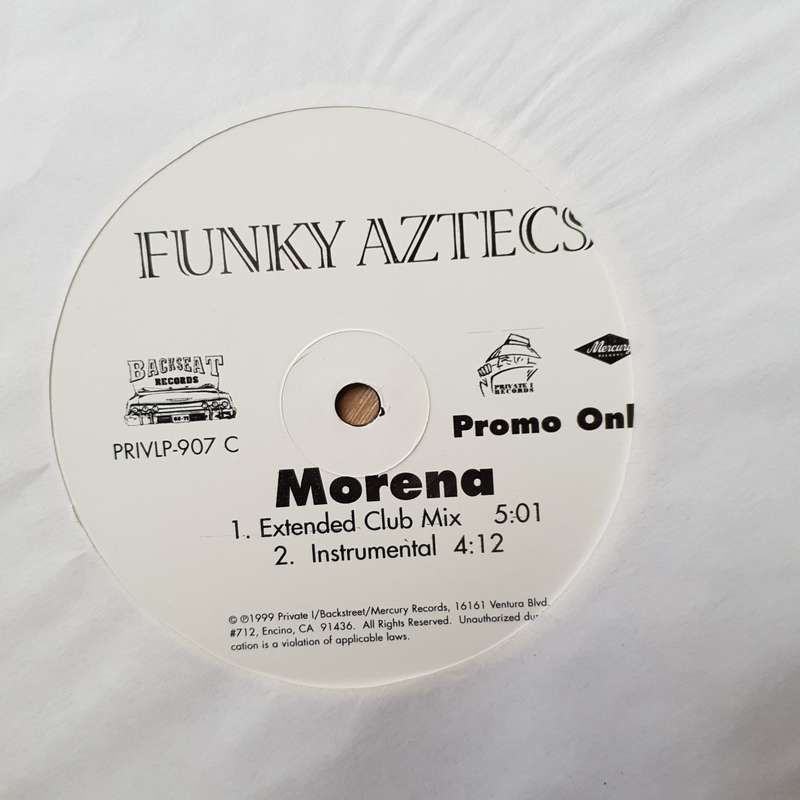 FUNKY AZTECS
BACKSEAT
RECORDS
PRIVLP-907 C
PRIVATE I
RECORDS
Mercury
RECORDS
Promo Onl
Morena
1. Extended Club Mix 5:01
2. Instrumental 4:12
© ℗1999 Private I/Backstreet/Mercury Records, 16161 Ventura Blvd.
#712, Encino, CA 91436. All Rights Reserved. Unauthorized du
cation is a violation of applicable laws.